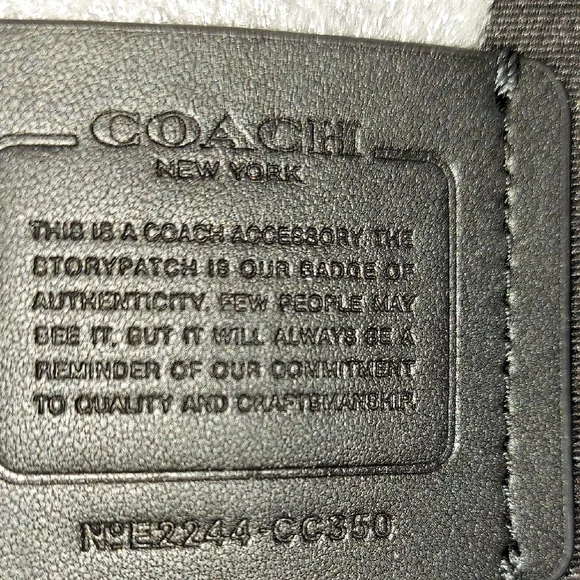 COACH
NEW YORK
THIS IS A COACH ACCESSORY. THE
STORYPATCH IS OUR BADGE OF
AUTHENTICITY. FEW PEOPLE MAY
SEE IT, BUT IT WILL ALWAYS BE A
REMINDER OF OUR COMMITMENT
TO QUALITY AND CRAFTSMANSHIP.
NºE2244-CC350